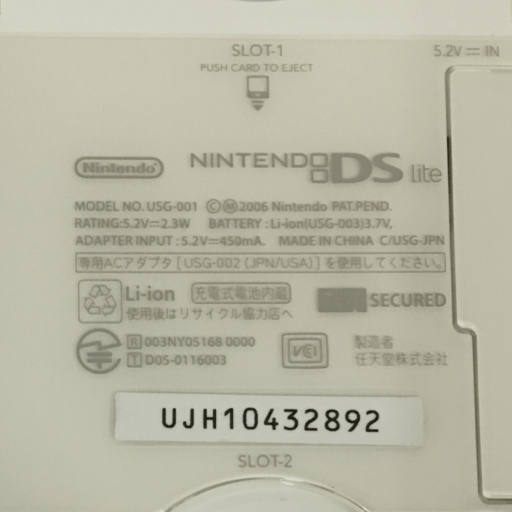 SLOT-1
5.2V⎓IN
PUSH CARD TO EJECT
Nintendo NINTENDO DS lite
MODEL NO. USG-001 ⒸⓂ2006 Nintendo PAT.PEND.
RATING:5.2V⎓2.3W BATTERY : Li-ion(USG-003)3.7V,
ADAPTER INPUT : 5.2V⎓450mA. MADE IN CHINA C/USG-JPN
専用ACアダプタ [ USG-002 (JPN/USA)] を使用してください。
Li-ion 充電式電池内蔵
使用後はリサイクル協力店へ
SECURED
R 003NY05168 0000
T D05-0116003
VCI
製造者
任天堂株式会社
UJH10432892
SLOT-2